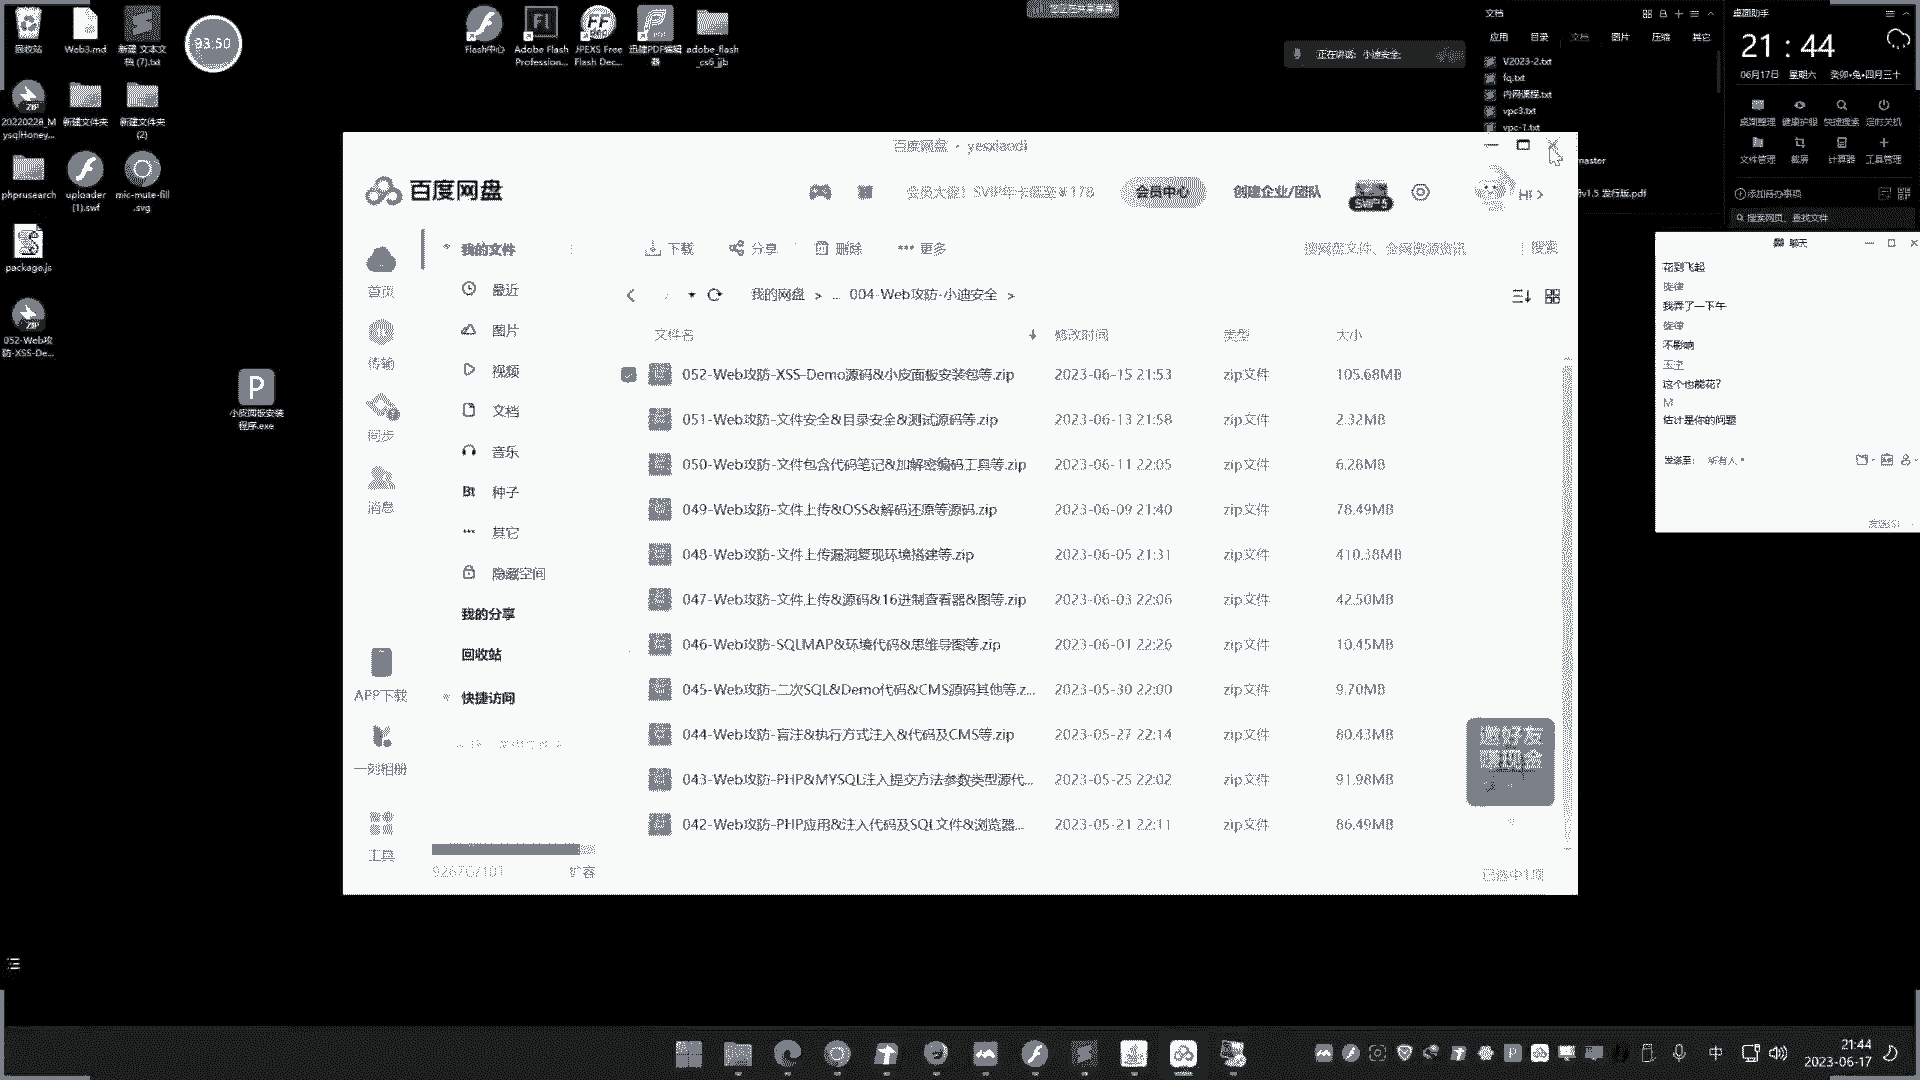 回收站
Web3.md
新建 文本文
档 (7).txt
93:50
Flash中心
Adobe Flash
Profession...
JPEXS Free
Flash Dec...
迅捷PDF编辑
器
adobe_flash
_cs6_jjb
正在讲话: 小迪安全;
文档
应用
目录
文档
图片
压缩
其它
V2023-2.txt
fq.txt
内网课程.txt
vpc3.txt
vpc-1.txt
master
v1.5 发行版.pdf
桌面助手
21:44
06月17日 星期六 癸卯•兔•四月三十
桌面整理
健康护眼
快捷搜索
定时关机
文件管理
截屏
计算器
工具管理
添加待办事项
搜索网页、查找文件
20220228_M
ysqlHoney...
新建文件夹
新建文件夹
(2)
phprusearch
uploader
(1).swf
mic-mute-fill
.svg
package.js
052-Web攻
防-XSS-De...
小皮面板安装
程序.exe
百度网盘 - yesxiaodi
百度网盘
会员大促! SVIP年卡低至¥178
会员中心
创建企业/团队
SVIP 5
Hi >
首页
传输
同步
消息
APP下载
一刻相册
工具
我的文件
最近
图片
视频
文档
音乐
Bt 种子
其它
隐藏空间
我的分享
回收站
快捷访问
扩容
下载
分享
删除
更多
搜网盘文件、全网资源资讯
搜索
我的网盘 > ... 004-Web攻防-小迪安全 >
文件名 修改时间 类型 大小
052-Web攻防-XSS-Demo源码&小皮面板安装包等.zip 2023-06-15 21:53 zip文件 105.68MB
051-Web攻防-文件安全&目录安全&测试源码等.zip 2023-06-13 21:58 zip文件 2.32MB
050-Web攻防-文件包含代码笔记&加解密编码工具等.zip 2023-06-11 22:05 zip文件 6.28MB
049-Web攻防-文件上传&OSS&解码还原等源码.zip 2023-06-09 21:40 zip文件 78.49MB
048-Web攻防-文件上传漏洞复现环境搭建等.zip 2023-06-05 21:31 zip文件 410.38MB
047-Web攻防-文件上传&源码&16进制查看器&图等.zip 2023-06-03 22:06 zip文件 42.50MB
046-Web攻防-SQLMAP&环境代码&思维导图等.zip 2023-06-01 22:26 zip文件 10.45MB
045-Web攻防-二次SQL&Demo代码&CMS源码其他等.z... 2023-05-30 22:00 zip文件 9.70MB
044-Web攻防-盲注&执行方式注入&代码及CMS等.zip 2023-05-27 22:14 zip文件 80.43MB
043-Web攻防-PHP&MYSQL注入提交方法参数类型源代... 2023-05-25 22:02 zip文件 91.98MB
042-Web攻防-PHP应用&注入代码及SQL文件&浏览器... 2023-05-21 22:11 zip文件 86.49MB
邀好友
赚现金
已选中1项
聊天
花到飞起
旋律
我弄了一下午
旋律
不影响
这个也能花?
M
估计是你的问题
发送至: 所有人
中
21:44
2023-06-17